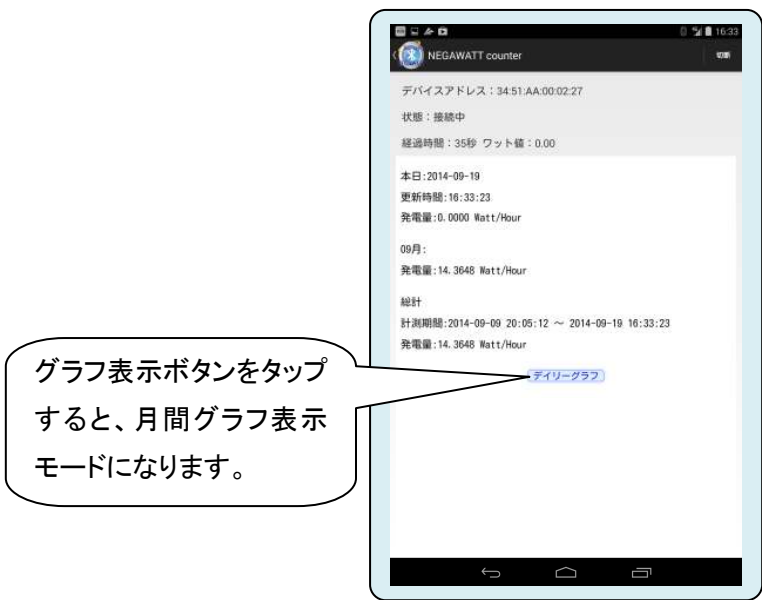 16:33
NEGAWATT counter
切断
デバイスアドレス：34:51:AA:00:02:27
状態：接続中
経過時間：35秒 ワット値：0.00
本日:2014-09-19
更新時間:16:33:23
発電量:0.0000 Watt/Hour
09月:
発電量:14.3648 Watt/Hour
総計
計測期間:2014-09-09 20:05:12 ～ 2014-09-19 16:33:23
発電量:14.3648 Watt/Hour
デイリーグラフ
グラフ表示ボタンをタップ
すると、月間グラフ表示
モードになります。